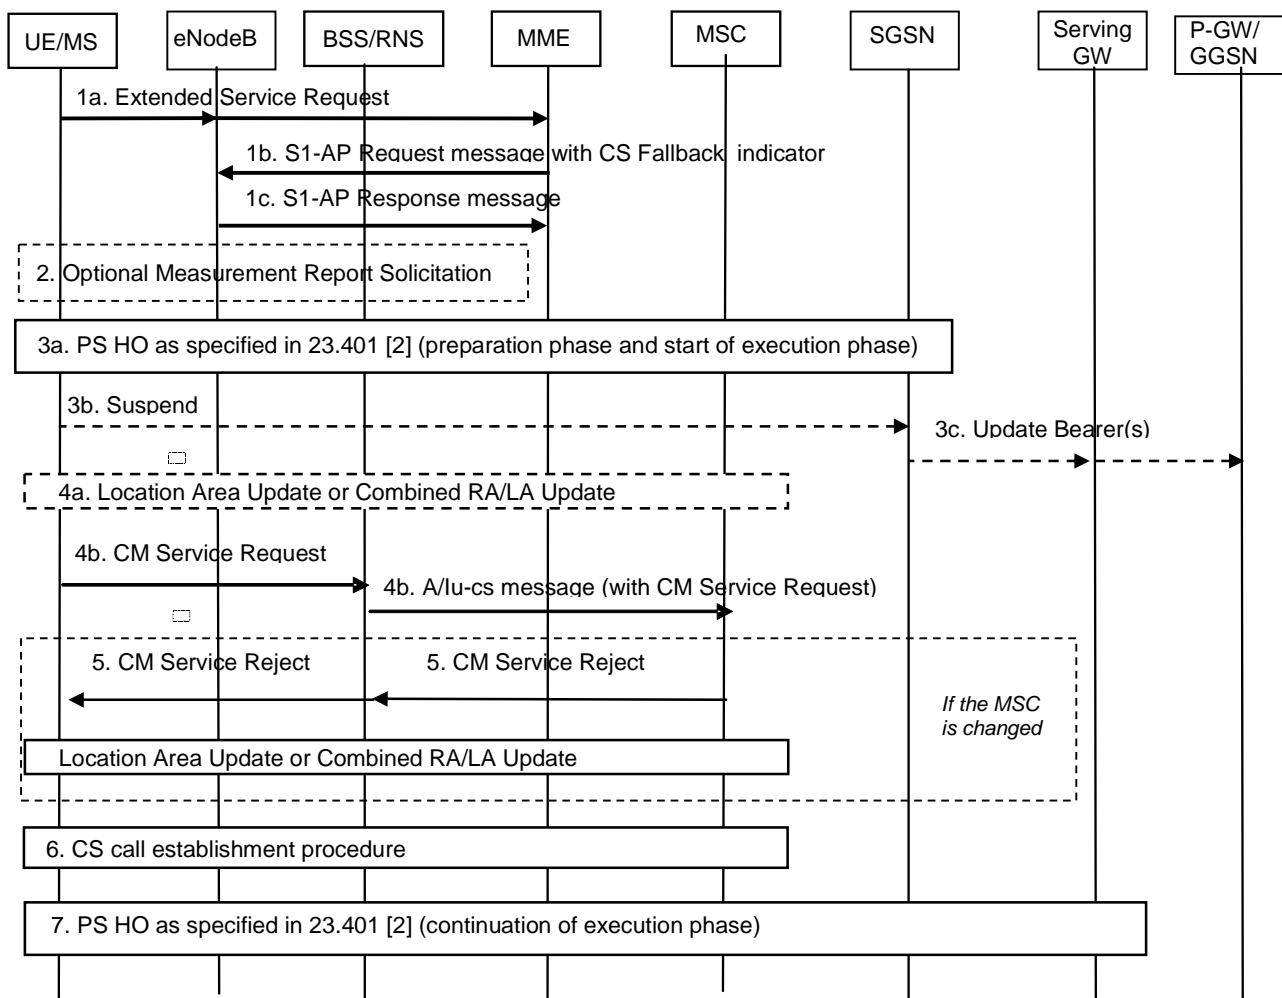 UE/MS
eNodeB
BSS/RNS
MME
MSC
SGSN
Serving
GW
P-GW/
GGSN
1a. Extended Service Request
1b. S1-AP Request message with CS Fallback indicator
1c. S1-AP Response message
2. Optional Measurement Report Solicitation
3a. PS HO as specified in 23.401 [2] (preparation phase and start of execution phase)
3b. Suspend
3c. Update Bearer(s)
4a. Location Area Update or Combined RA/LA Update
4b. CM Service Request
4b. A/Iu-cs message (with CM Service Request)
5. CM Service Reject
5. CM Service Reject
If the MSC
is changed
Location Area Update or Combined RA/LA Update
6. CS call establishment procedure
7. PS HO as specified in 23.401 [2] (continuation of execution phase)